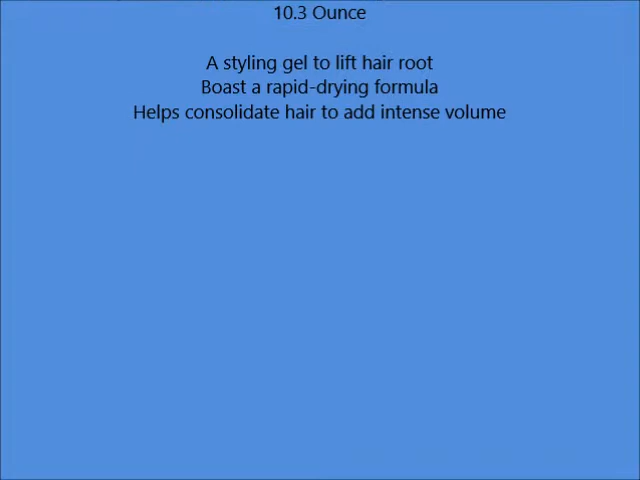 10.3 Ounce
A styling gel to lift hair root
Boast a rapid-drying formula
Helps consolidate hair to add intense volume